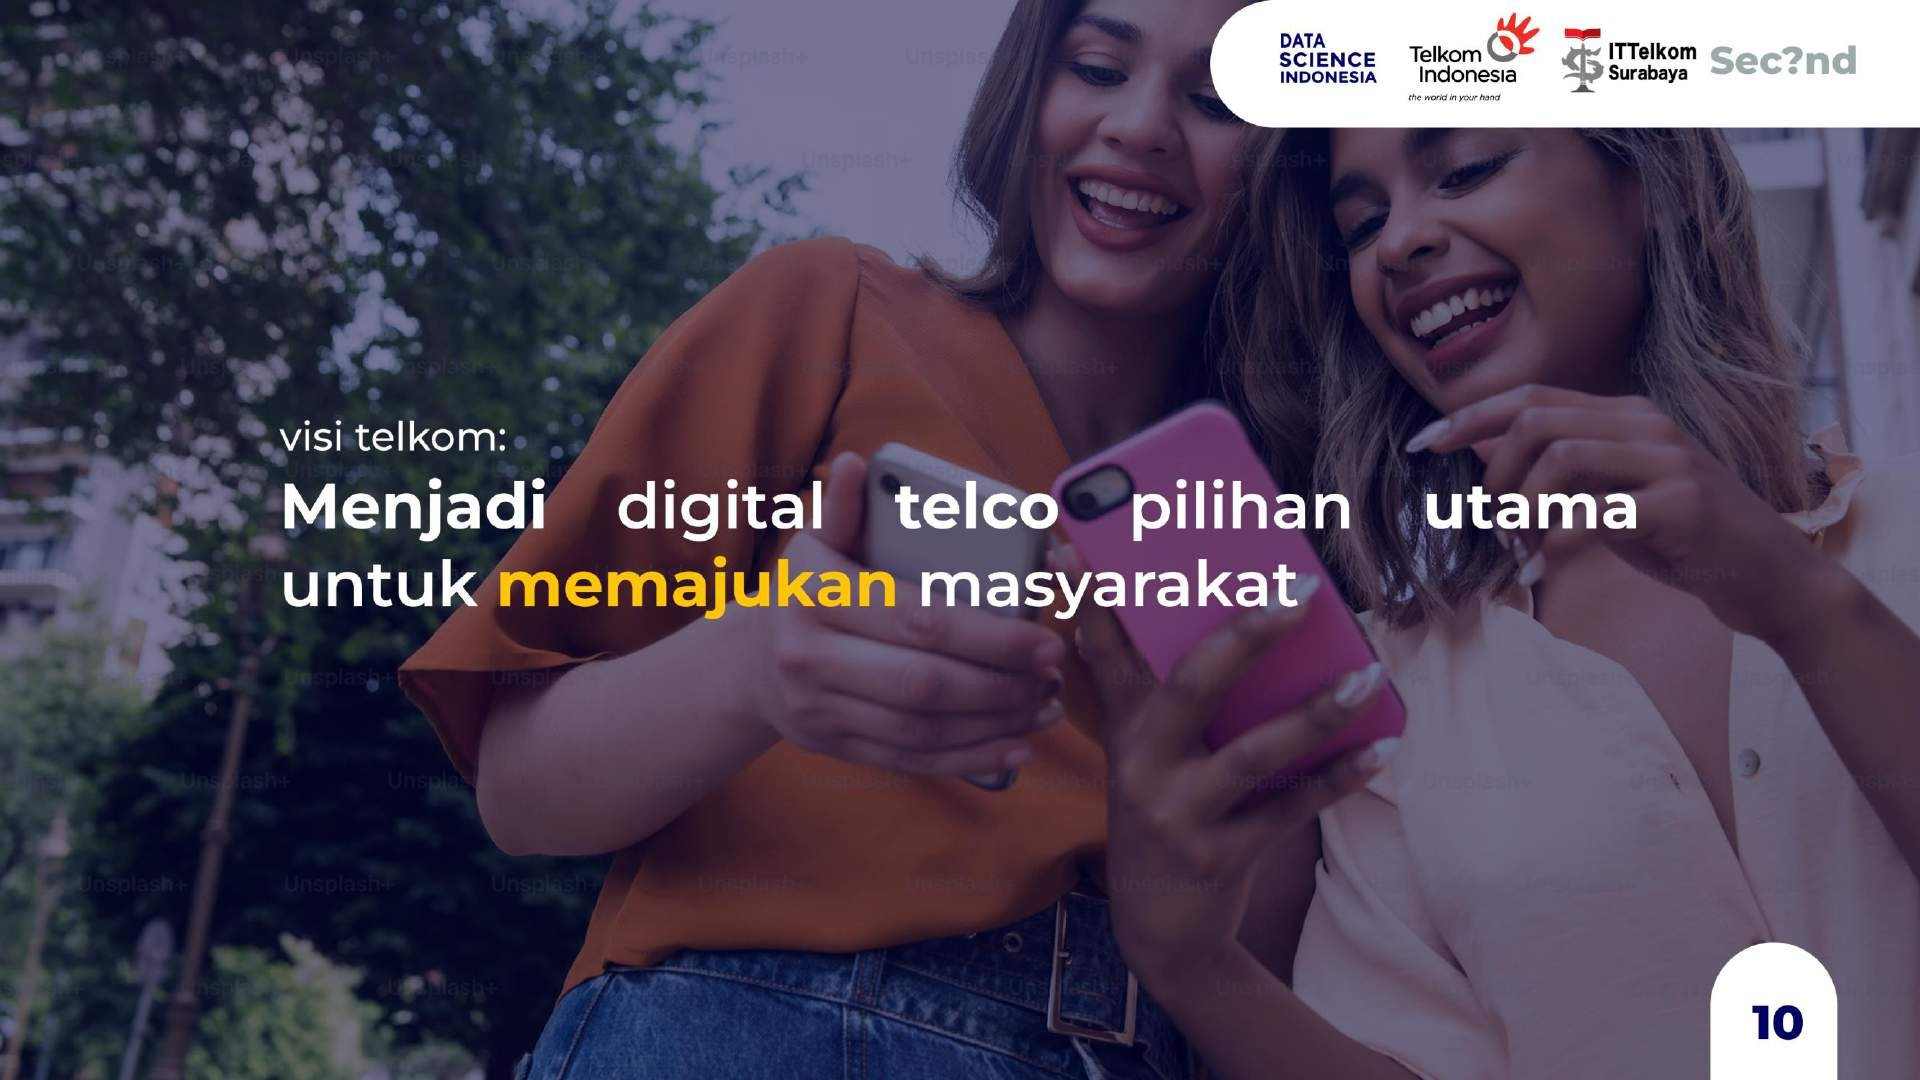 DATA
SCIENCE
INDONESIA
Telkom
Indonesia
the world in your hand
ITTelkom
Surabaya
Sec?nd
visi telkom:
Menjadi digital telco pilihan utama
untuk memajukan masyarakat
10
Unsplash+